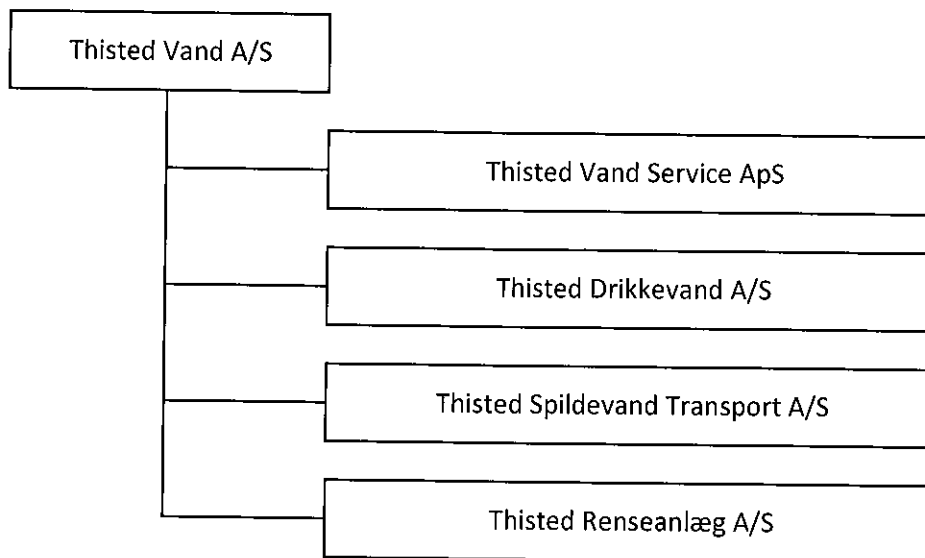 Thisted Vand A/S
Thisted Vand Service ApS
Thisted Drikkevand A/S
Thisted Spildevand Transport A/S
Thisted Renseanlæg A/S